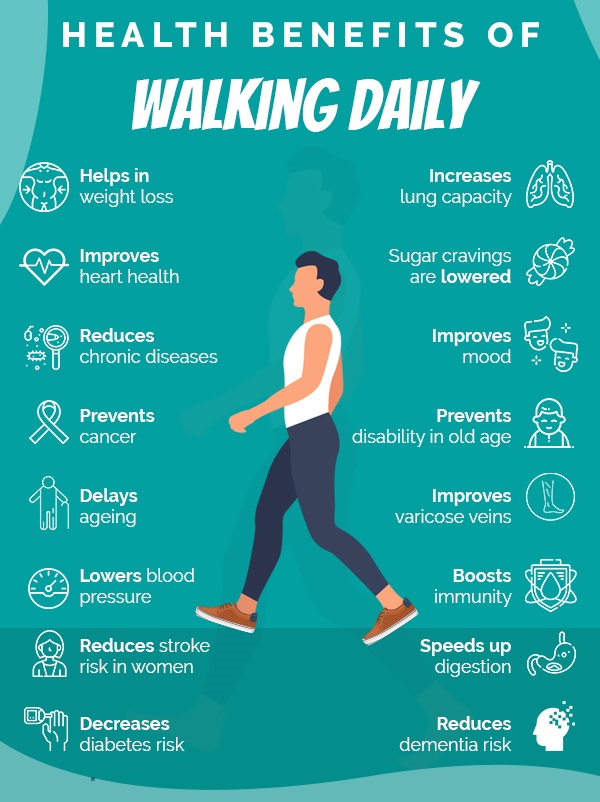 HEALTH BENEFITS OF
WALKING DAILY
Helps in
weight loss
Improves
heart health
Reduces
chronic diseases
Prevents
cancer
Delays
ageing
Lowers blood
pressure
Reduces stroke
risk in women
Decreases
diabetes risk
Increases
lung capacity
Sugar cravings
are lowered
Improves
mood
Prevents
disability in old age
Improves
varicose veins
Boosts
immunity
Speeds up
digestion
Reduces
dementia risk